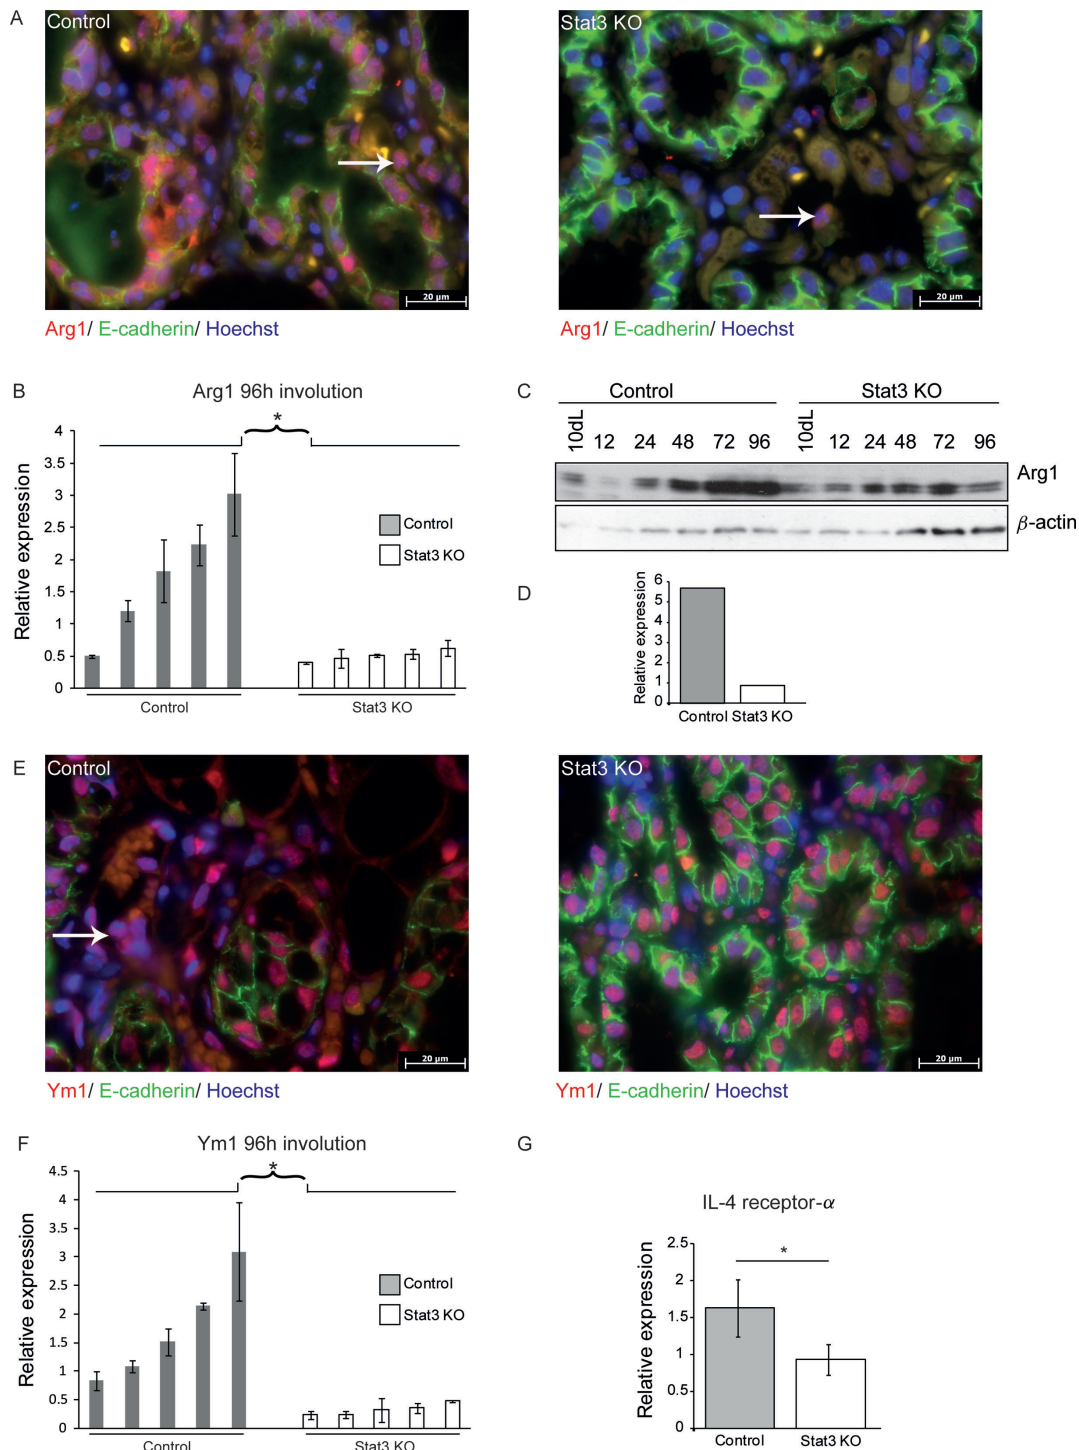 A
Control
Stat3 KO
20 µm
20 µm
Arg1/ E-cadherin/ Hoechst
Arg1/ E-cadherin/ Hoechst
B
Arg1 96h involution
*
4
3.5
3
2.5
2
1.5
1
0.5
0
Relative expression
Control
Stat3 KO
Control
Stat3 KO
C
Control
Stat3 KO
10dL 12 24 48 72 96 10dL 12 24 48 72 96
Arg1
β-actin
D
6
5
4
3
2
1
0
Relative expression
Control Stat3 KO
E
Control
Stat3 KO
20 µm
20 µm
Ym1/ E-cadherin/ Hoechst
Ym1/ E-cadherin/ Hoechst
F
Ym1 96h involution
*
4.5
4
3.5
3
2.5
2
1.5
1
0.5
0
Relative expression
Control
Stat3 KO
Control
Stat3 KO
G
IL-4 receptor-α
*
2.5
2
1.5
1
0.5
0
Relative expression
Control
Stat3 KO